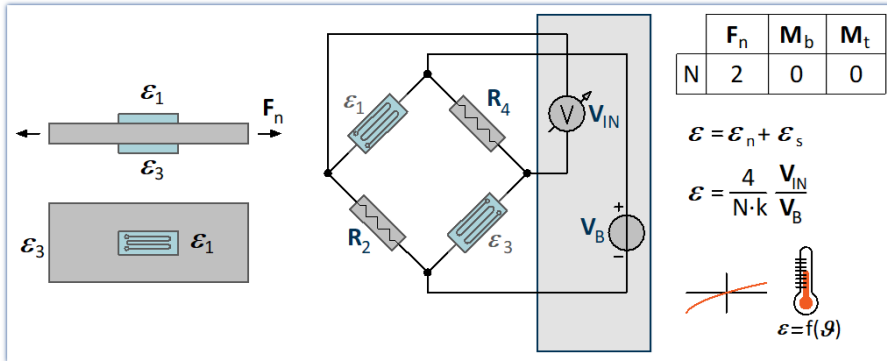 ε1
Fn
ε3
ε3
ε1
ε1
R4
R2
ε3
V
VIN
VB
+
−
Fn Mb Mt
N 2 0 0
ε = εn + εs
ε = 4/(N·k) VIN/VB
ε=f(ϑ)